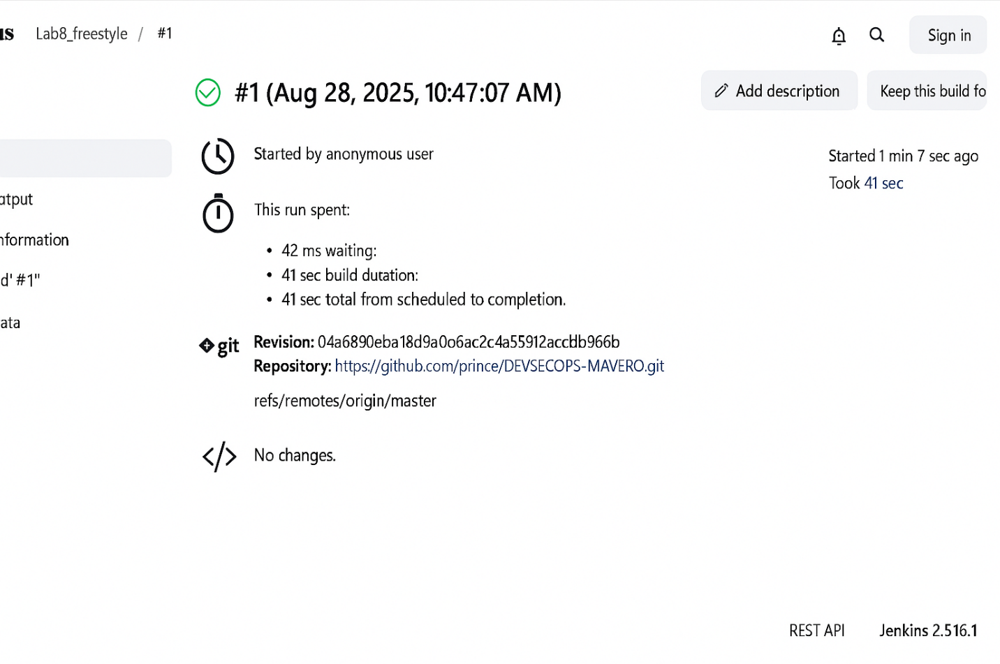 us Lab8_freestyle / #1 Sign in
#1 (Aug 28, 2025, 10:47:07 AM) Add description Keep this build fo
Started by anonymous user Started 1 min 7 sec ago
Took 41 sec
This run spent:
atput
nformation
• 42 ms waiting:
• 41 sec build dutation:
d' #1"
• 41 sec total from scheduled to completion.
ata
git Revision: 04a6890eba18d9a0o6ac2c4a55912accdb966b
Repository: https://github.com/prince/DEVSECOPS-MAVERO.git
refs/remotes/origin/master
</> No changes.
REST API Jenkins 2.516.1